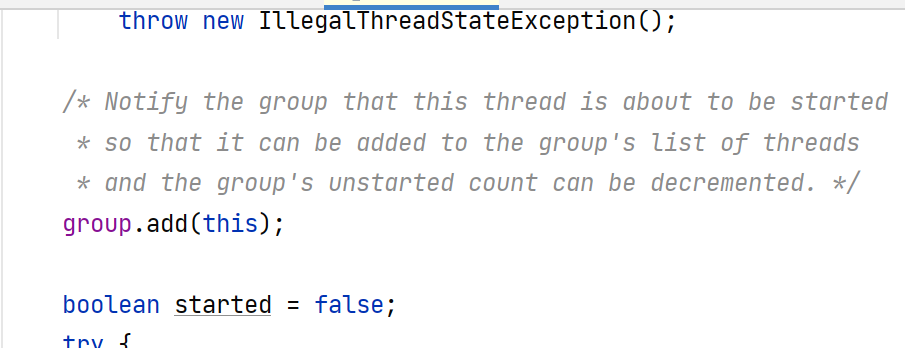 throw new IllegalThreadStateException();
/* Notify the group that this thread is about to be started
* so that it can be added to the group's list of threads
* and the group's unstarted count can be decremented. */
group.add(this);
boolean started = false;
try {